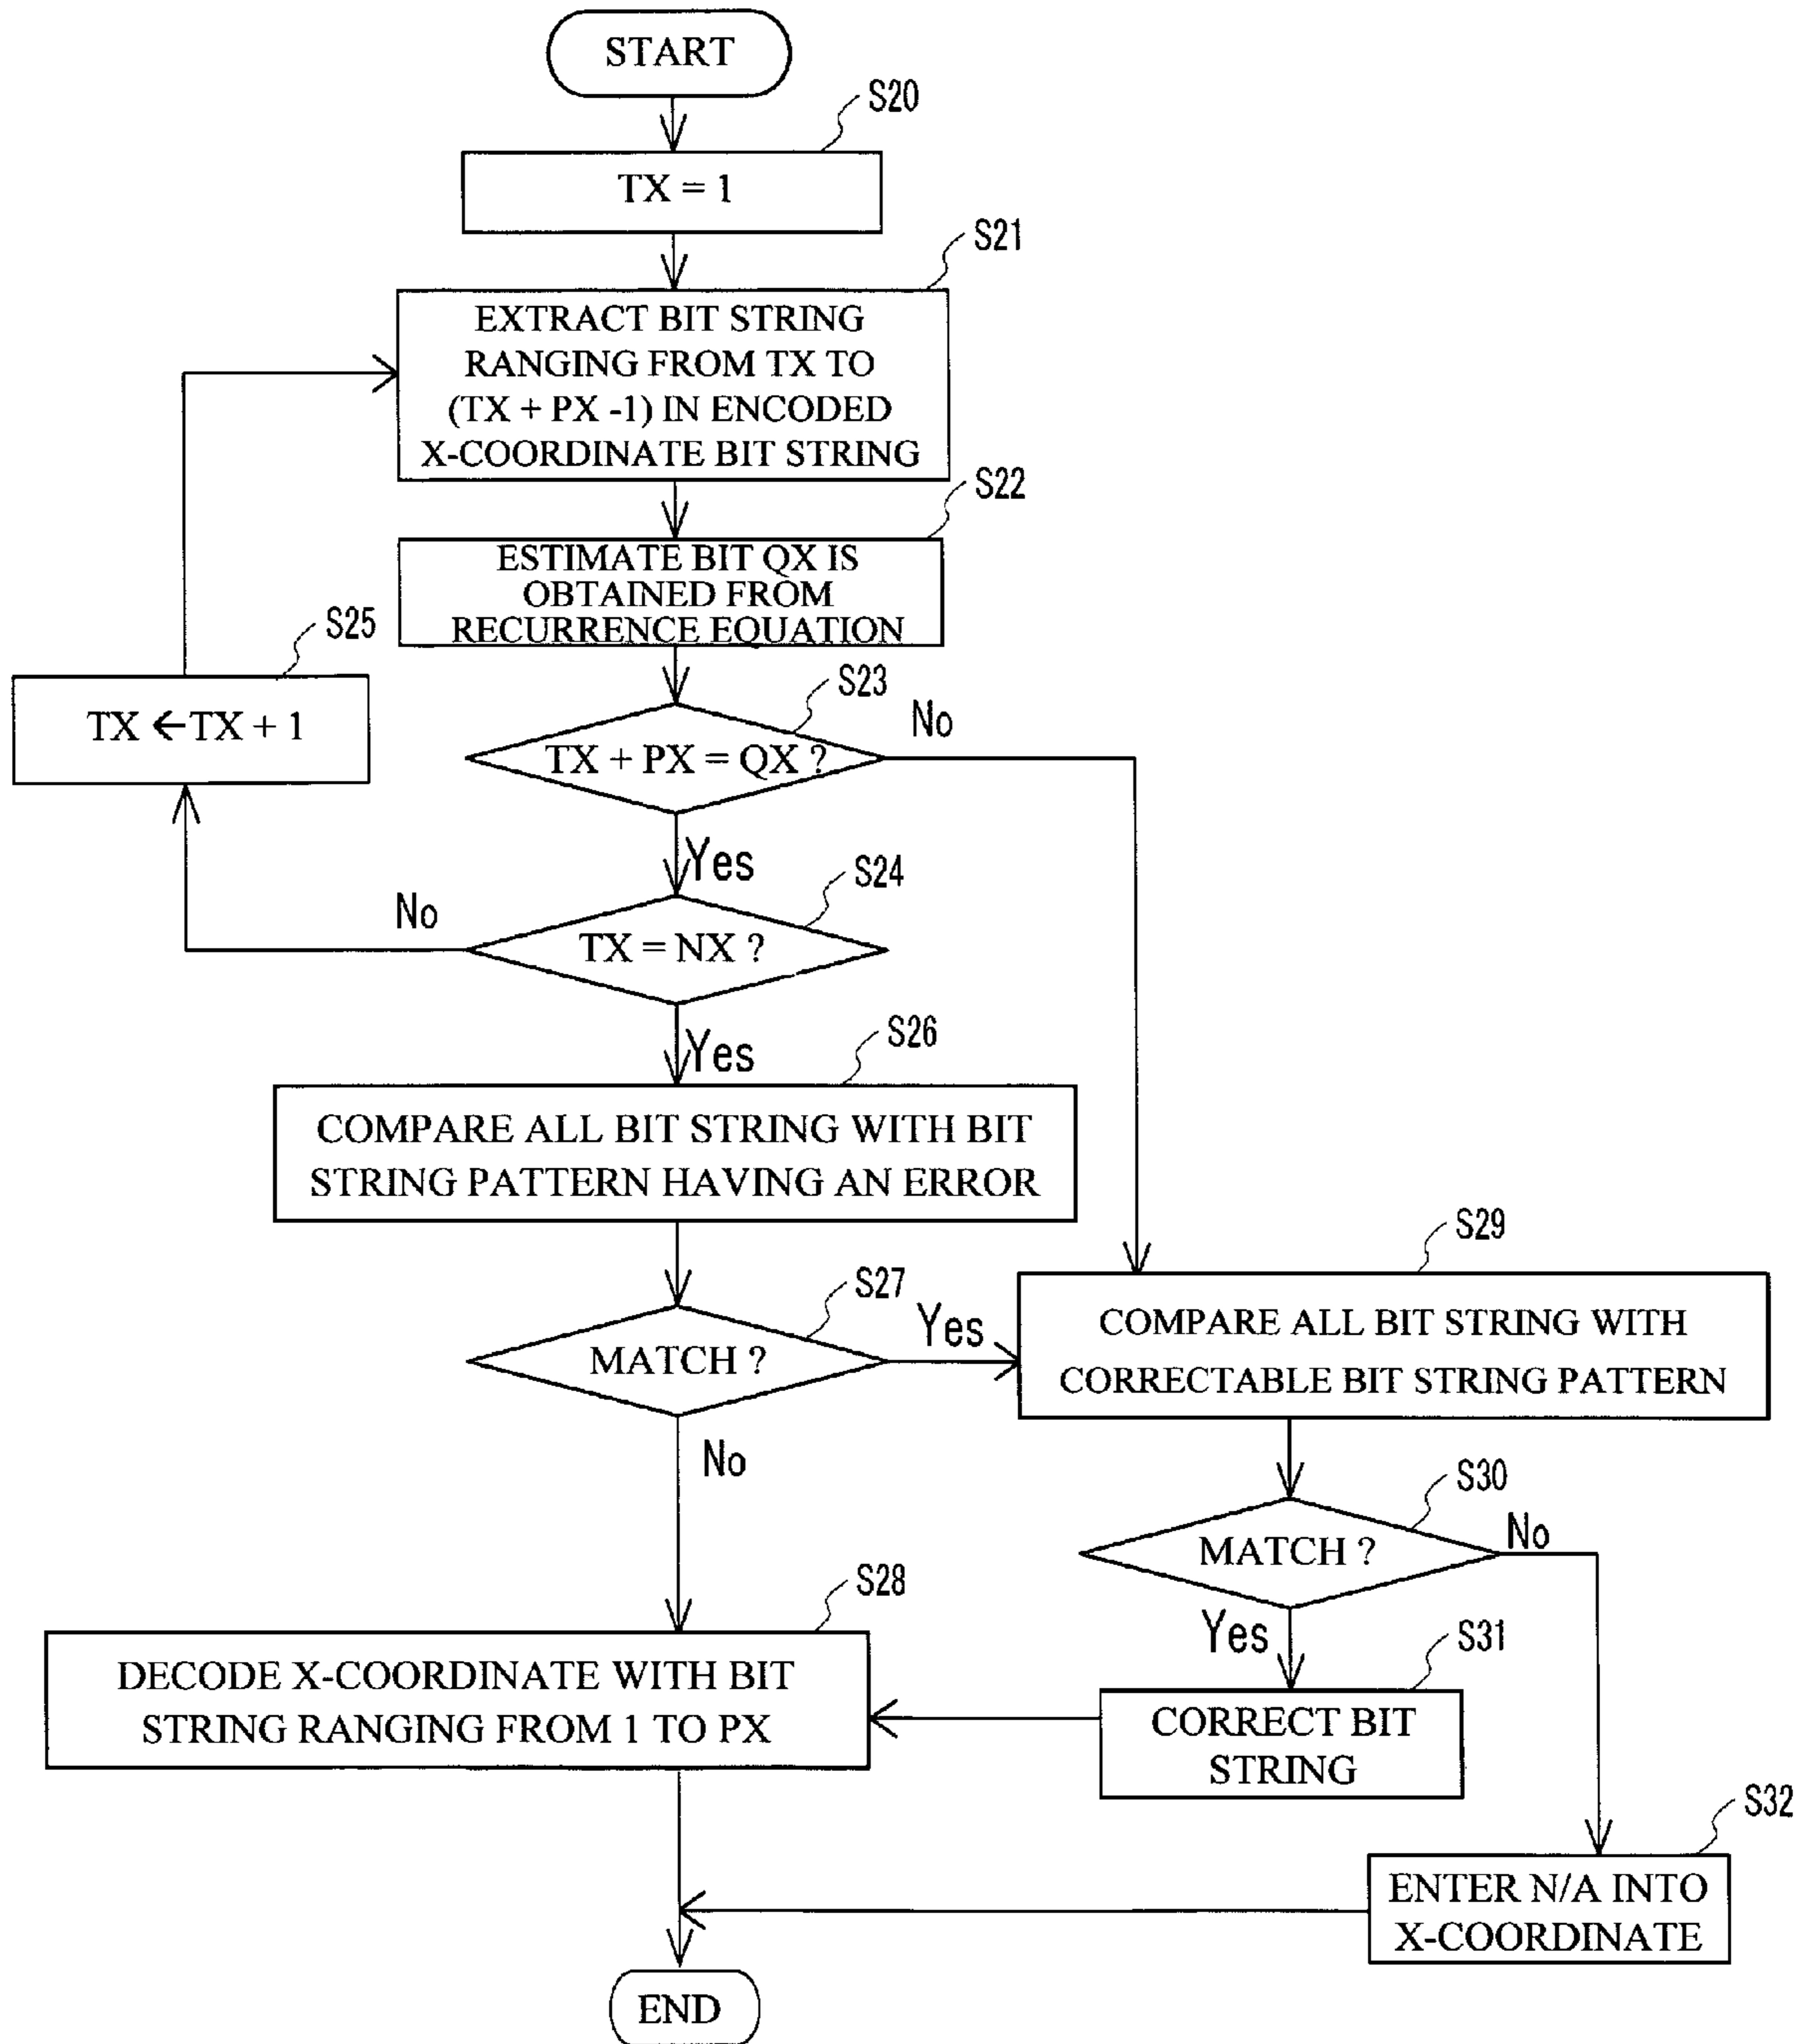 START
S20
TX = 1
S21
EXTRACT BIT STRING
RANGING FROM TX TO
(TX + PX -1) IN ENCODED
X-COORDINATE BIT STRING
S22
ESTIMATE BIT QX IS
OBTAINED FROM
RECURRENCE EQUATION
S25
TX ← TX + 1
S23
TX + PX = QX ?
No
Yes
S24
TX = NX ?
No
Yes
S26
COMPARE ALL BIT STRING WITH BIT
STRING PATTERN HAVING AN ERROR
S27
MATCH ?
Yes
No
S29
COMPARE ALL BIT STRING WITH
CORRECTABLE BIT STRING PATTERN
S30
MATCH ?
No
Yes
S28
DECODE X-COORDINATE WITH BIT
STRING RANGING FROM 1 TO PX
S31
CORRECT BIT
STRING
S32
ENTER N/A INTO
X-COORDINATE
END